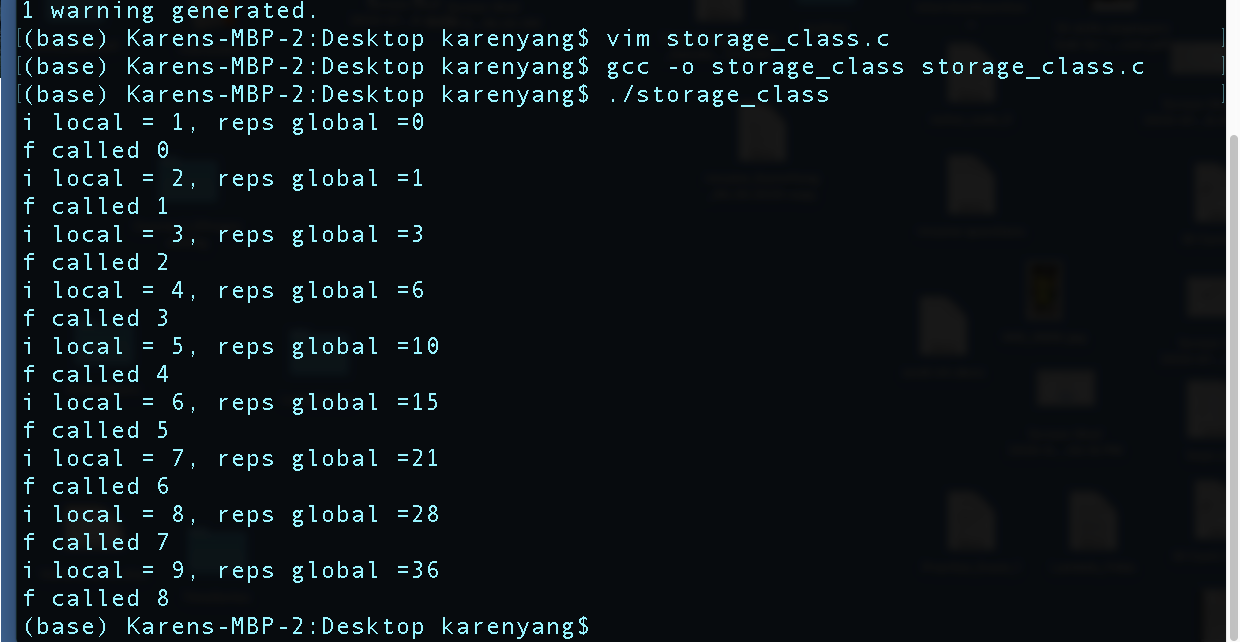 1 warning generated.
[(base) Karens-MBP-2:Desktop karenyang$ vim storage_class.c ]
[(base) Karens-MBP-2:Desktop karenyang$ gcc -o storage_class storage_class.c ]
[(base) Karens-MBP-2:Desktop karenyang$ ./storage_class ]
i local = 1, reps global =0
f called 0
i local = 2, reps global =1
f called 1
i local = 3, reps global =3
f called 2
i local = 4, reps global =6
f called 3
i local = 5, reps global =10
f called 4
i local = 6, reps global =15
f called 5
i local = 7, reps global =21
f called 6
i local = 8, reps global =28
f called 7
i local = 9, reps global =36
f called 8
(base) Karens-MBP-2:Desktop karenyang$